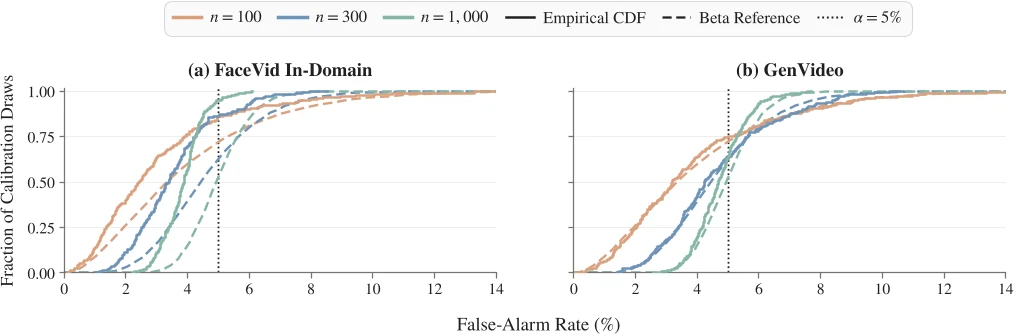 n = 100 n = 300 n = 1,000 Empirical CDF Beta Reference α = 5%
(a) FaceVid In-Domain (b) GenVideo
Fraction of Calibration Draws
1.00
0.75
0.50
0.25
0.00
0 2 4 6 8 10 12 14 0 2 4 6 8 10 12 14
False-Alarm Rate (%)